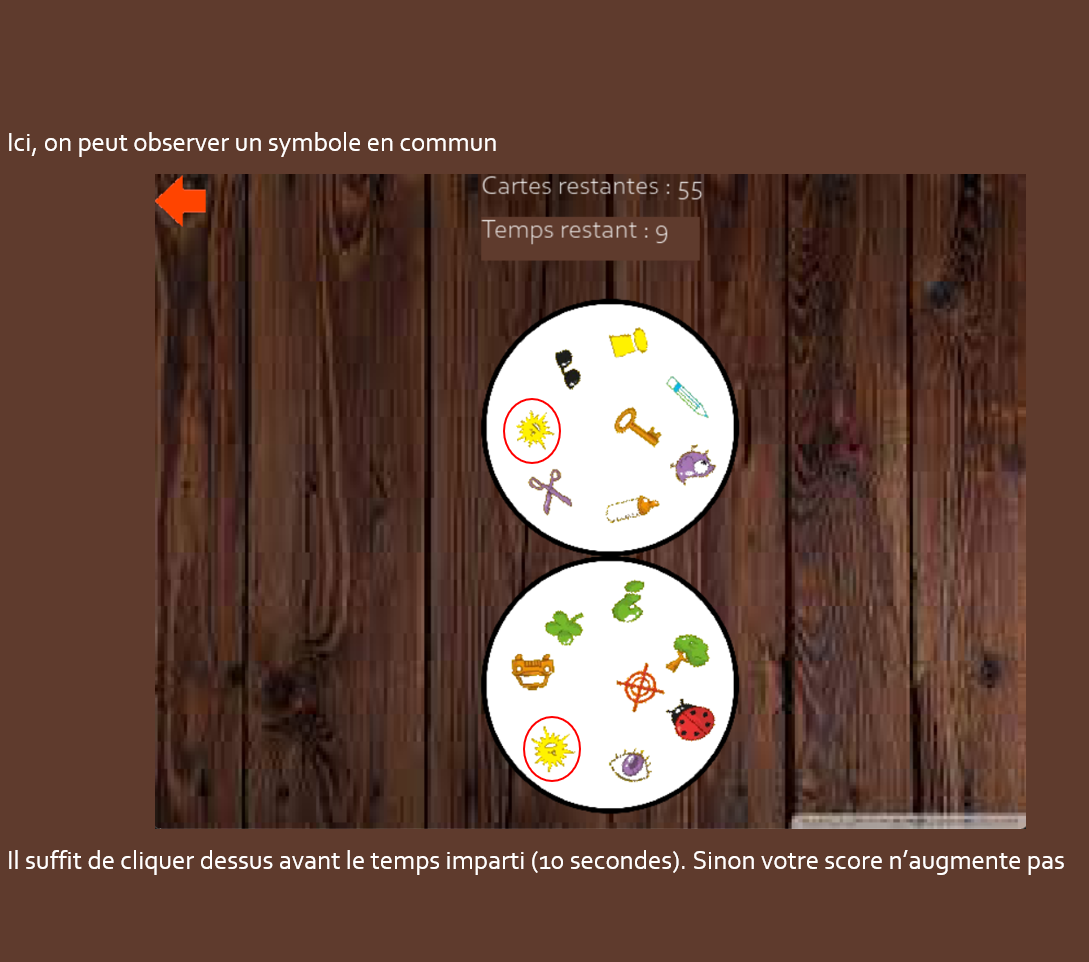 Ici, on peut observer un symbole en commun
Cartes restantes : 55
Temps restant : 9
Il suffit de cliquer dessus avant le temps imparti (10 secondes). Sinon votre score n’augmente pas